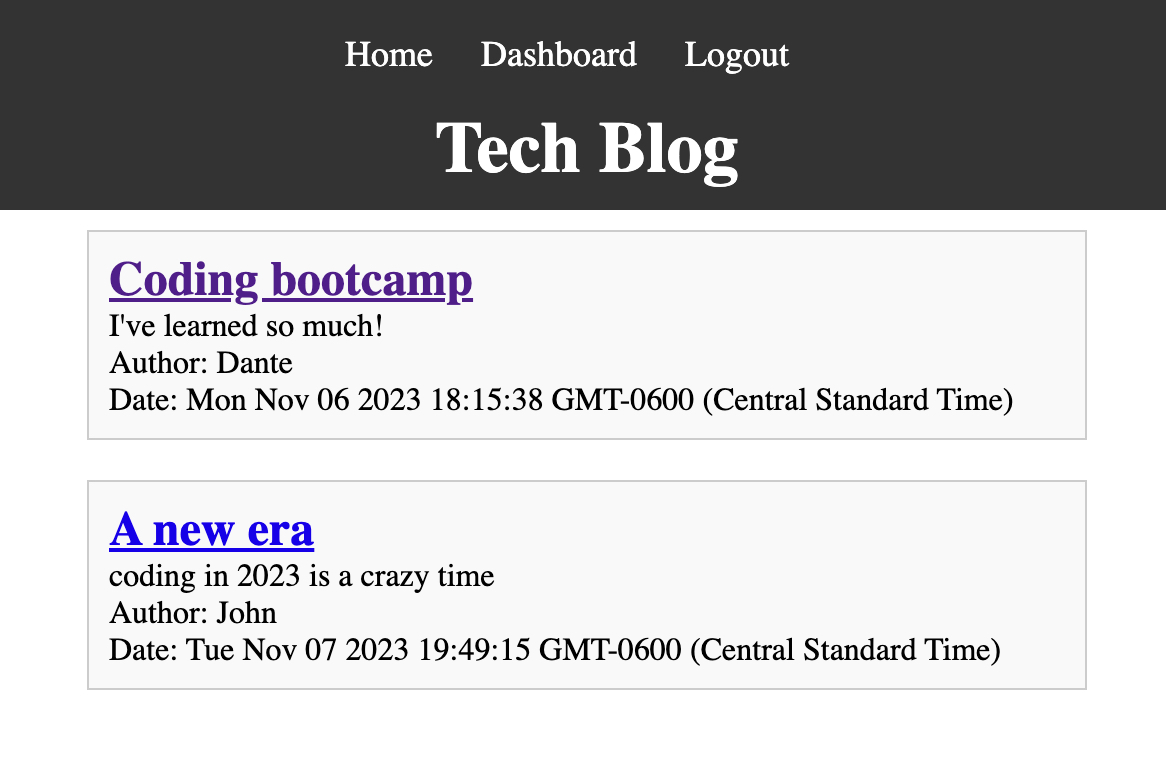 Home Dashboard Logout
Tech Blog
Coding bootcamp
I've learned so much!
Author: Dante
Date: Mon Nov 06 2023 18:15:38 GMT-0600 (Central Standard Time)
A new era
coding in 2023 is a crazy time
Author: John
Date: Tue Nov 07 2023 19:49:15 GMT-0600 (Central Standard Time)